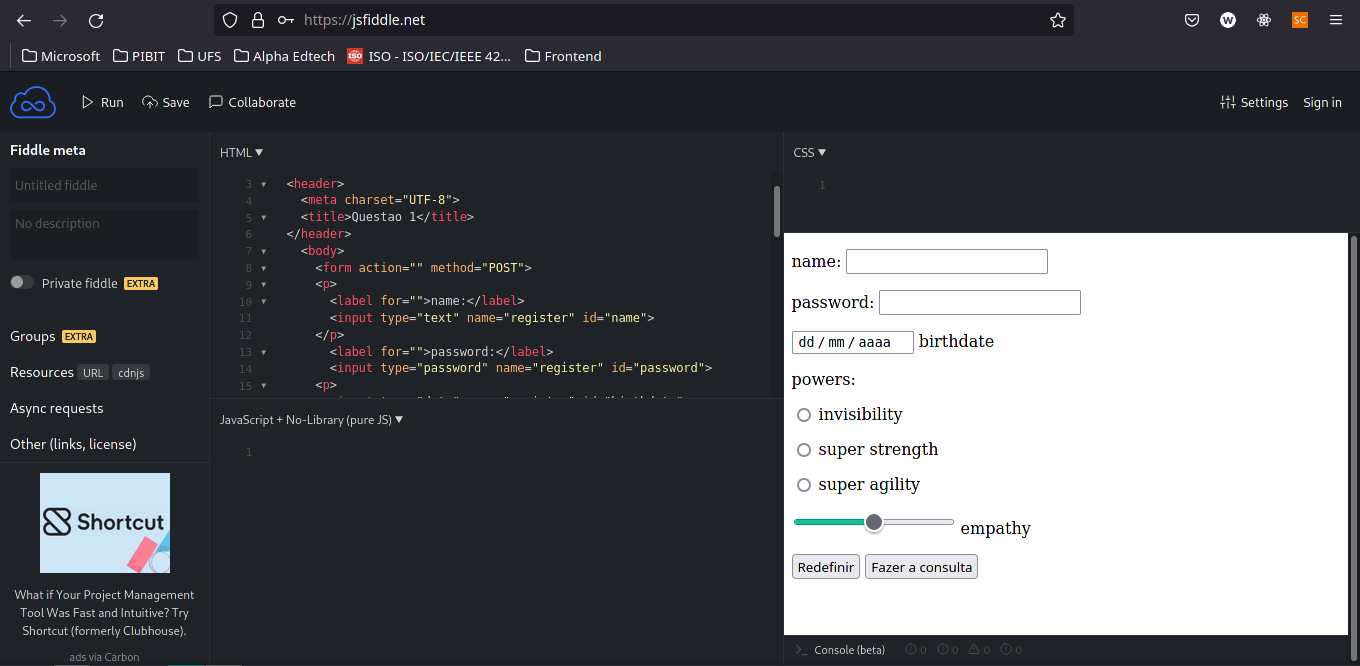 https://jsfiddle.net
W
SC
Microsoft PIBIT UFS Alpha Edtech ISO ISO - ISO/IEC/IEEE 42... Frontend
Run Save Collaborate Settings Sign in
Fiddle meta
Untitled fiddle
No description
Private fiddle EXTRA
Groups EXTRA
Resources URL cdnjs
Async requests
Other (links, license)
Shortcut
What if Your Project Management
Tool Was Fast and Intuitive? Try
Shortcut (formerly Clubhouse).
ads via Carbon
HTML ▼
3 ▾ <header>
4 <meta charset="UTF-8">
5 ▾ <title>Questao 1</title>
6 </header>
7 ▾ <body>
8 ▾ <form action="" method="POST">
9 ▾ <p>
10 ▾ <label for="">name:</label>
11 <input type="text" name="register" id="name">
12 </p>
13 ▾ <label for="">password:</label>
14 <input type="password" name="register" id="password">
15 ▾ <p>
JavaScript + No-Library (pure JS) ▼
1
CSS ▼
1
name:
password:
dd / mm / aaaa birthdate
powers:
invisibility
super strength
super agility
empathy
Redefinir Fazer a consulta
>_ Console (beta) 0 0 0 0